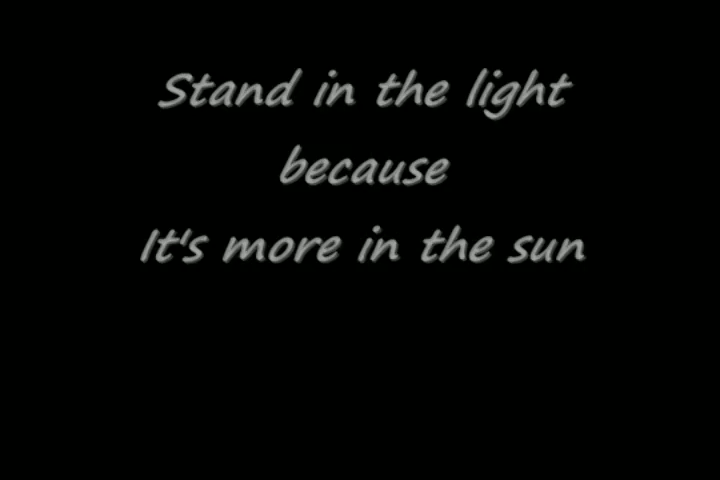 Stand in the light
because
It's more in the sun